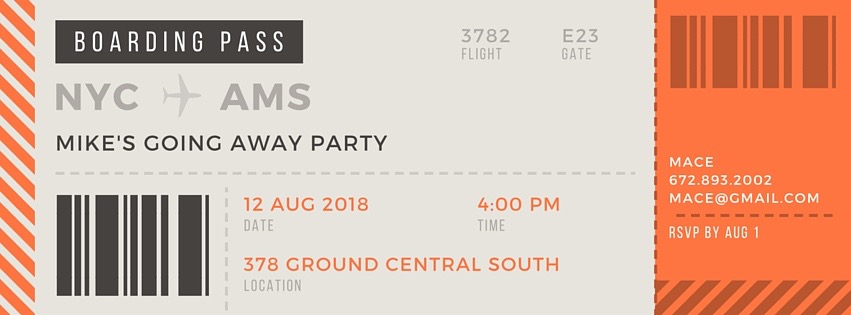 BOARDING PASS
3782
FLIGHT
E23
GATE
NYC AMS
MIKE'S GOING AWAY PARTY
12 AUG 2018
DATE
4:00 PM
TIME
378 GROUND CENTRAL SOUTH
LOCATION
MACE
672.893.2002
MACE@GMAIL.COM
RSVP BY AUG 1